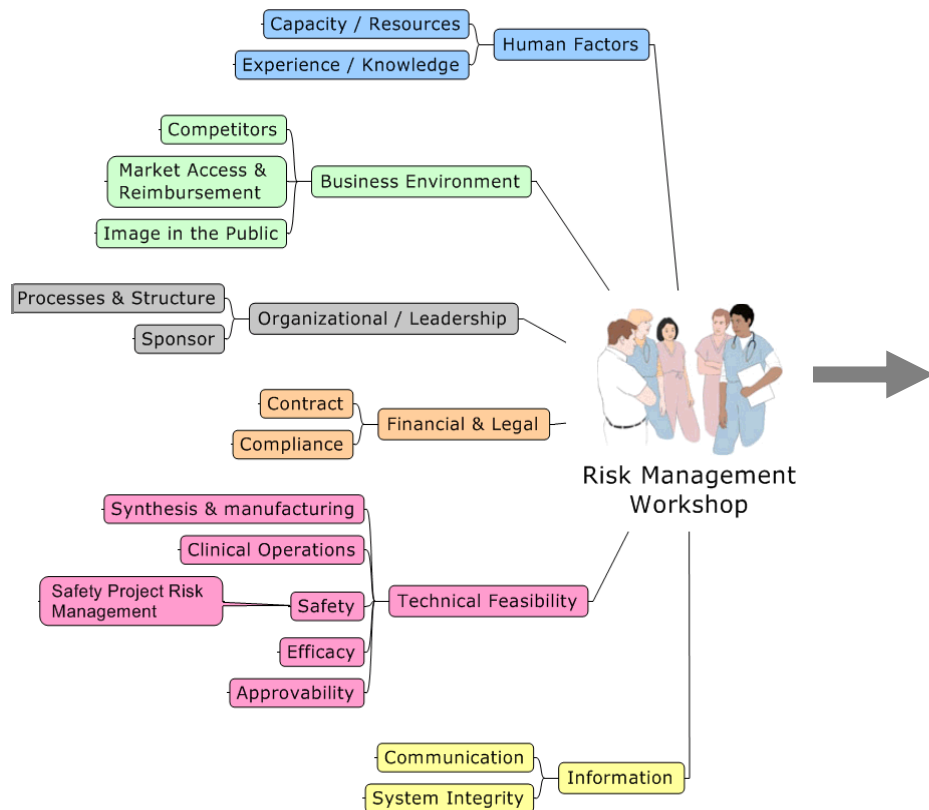 Capacity / Resources
Human Factors
Experience / Knowledge
Competitors
Market Access &
Reimbursement
Business Environment
Image in the Public
Processes & Structure
Organizational / Leadership
Sponsor
Contract
Financial & Legal
Compliance
Risk Management
Workshop
Synthesis & manufacturing
Clinical Operations
Safety Project Risk
Management
Safety
Technical Feasibility
Efficacy
Approvability
Communication
Information
System Integrity